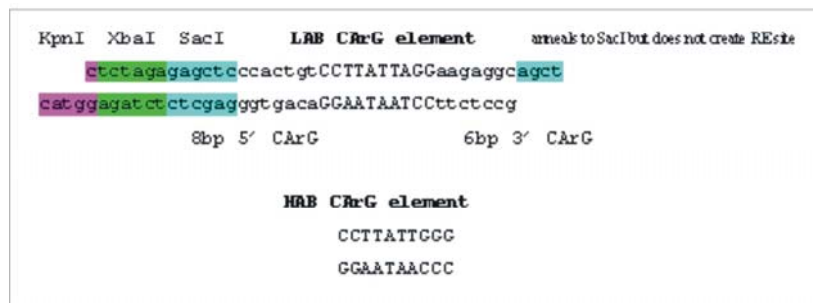 KpnI XbaI SacI LAB CArG element anneals to SacI but does not create RE site
ctctagagagctcccactgtCCTTATTAGGaagaggcagct
catggagatctctcgagggtgacaGGAATAATCCttctccg
8bp 5′ CArG 6bp 3′ CArG
HAB CArG element
CCTTATTGGG
GGAATAACCC